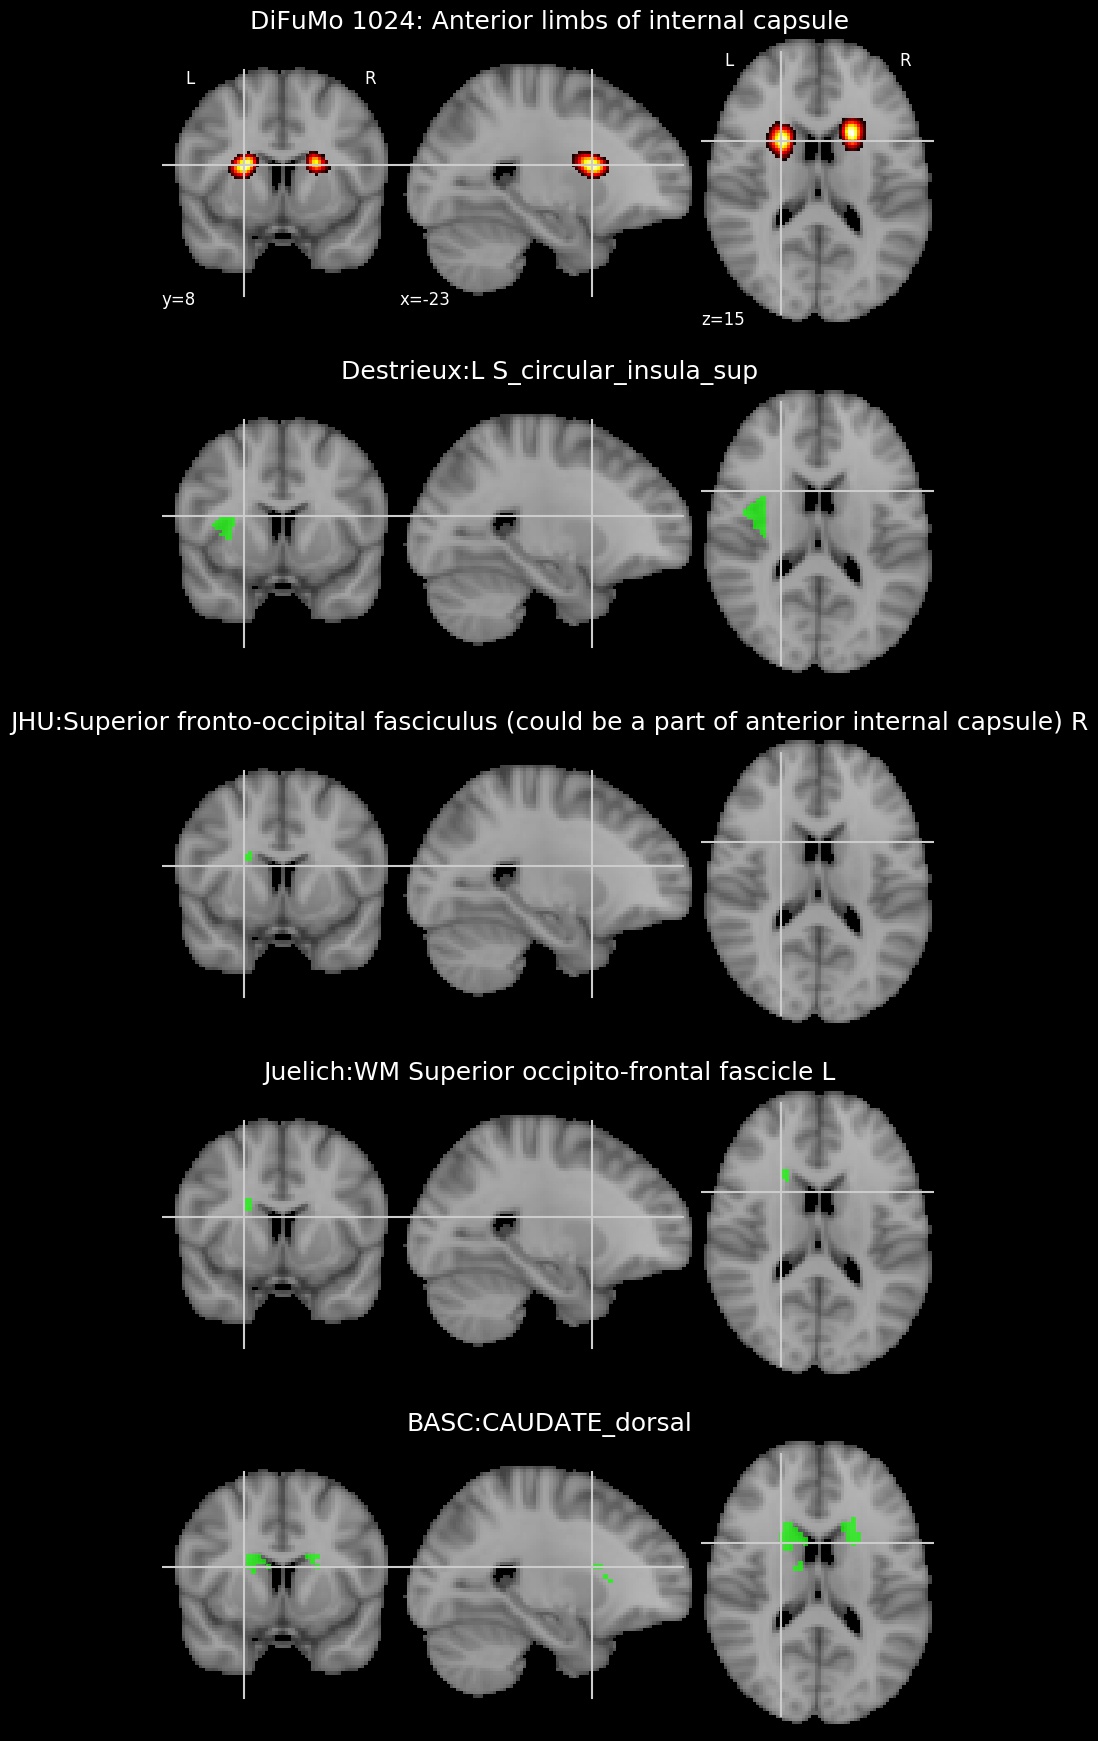 DiFuMo 1024: Anterior limbs of internal capsule
L R
L R
y=8
x=-23
z=15
Destrieux:L S_circular_insula_sup
JHU:Superior fronto-occipital fasciculus (could be a part of anterior internal capsule) R
Juelich:WM Superior occipito-frontal fascicle L
BASC:CAUDATE_dorsal